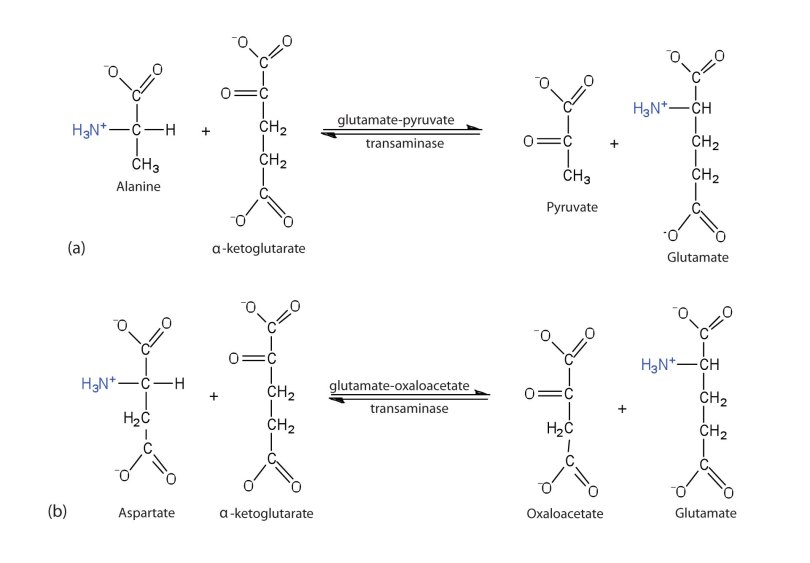 ⁻O O
C
H₃N⁺ C H
CH₃
Alanine
+
⁻O O
C
O C
CH₂
CH₂
C
⁻O O
α-ketoglutarate
glutamate-pyruvate
transaminase
⁻O O
C
O C
CH₃
Pyruvate
+
⁻O O
C
H₃N⁺ CH
CH₂
CH₂
C
⁻O O
Glutamate
(a)
⁻O O
C
H₃N⁺ C H
H₂C
C
⁻O O
Aspartate
+
⁻O O
C
O C
CH₂
CH₂
C
O O
α-ketoglutarate
glutamate-oxaloacetate
transaminase
⁻O O
C
O C
H₂C
C
⁻O O
Oxaloacetate
+
⁻O O
C
H₃N⁺ CH
CH₂
CH₂
C
⁻O O
Glutamate
(b)